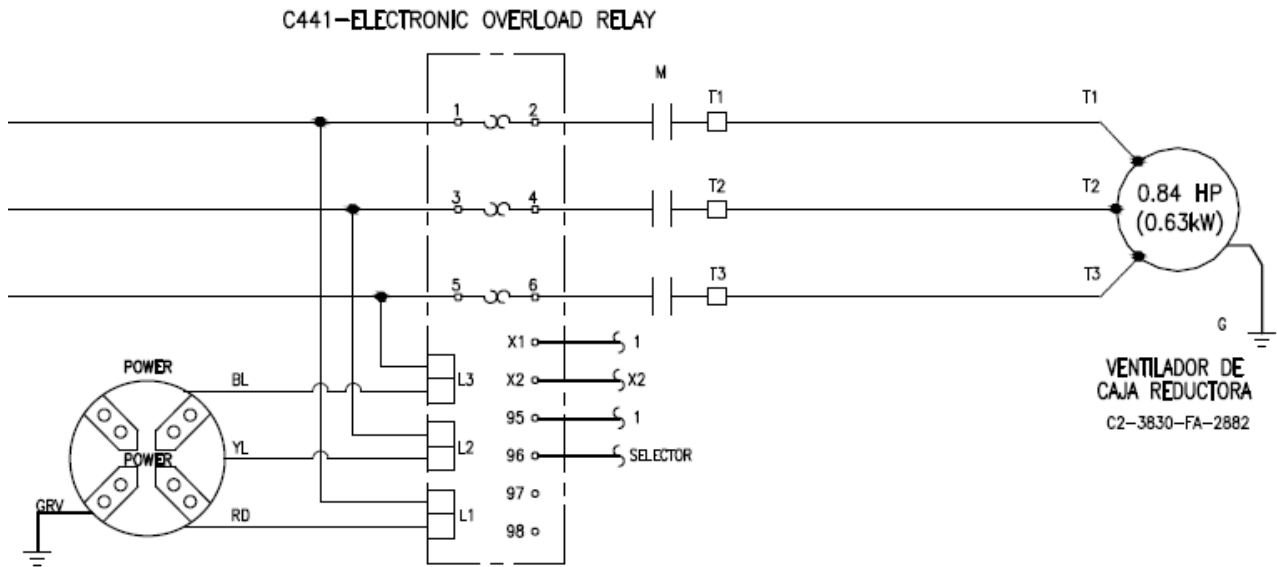 C441-ELECTRONIC OVERLOAD RELAY
M
1 2 T1 T1
3 4 T2 T2
0.84 HP
(0.63kW)
5 6 T3 T3
G
X1 1
X2 X2
95 1
96 SELECTOR
97
98
L3
L2
L1
POWER
BL
POWER
YL
GRV
RD
VENTILADOR DE
CAJA REDUCTORA
C2-3830-FA-2882